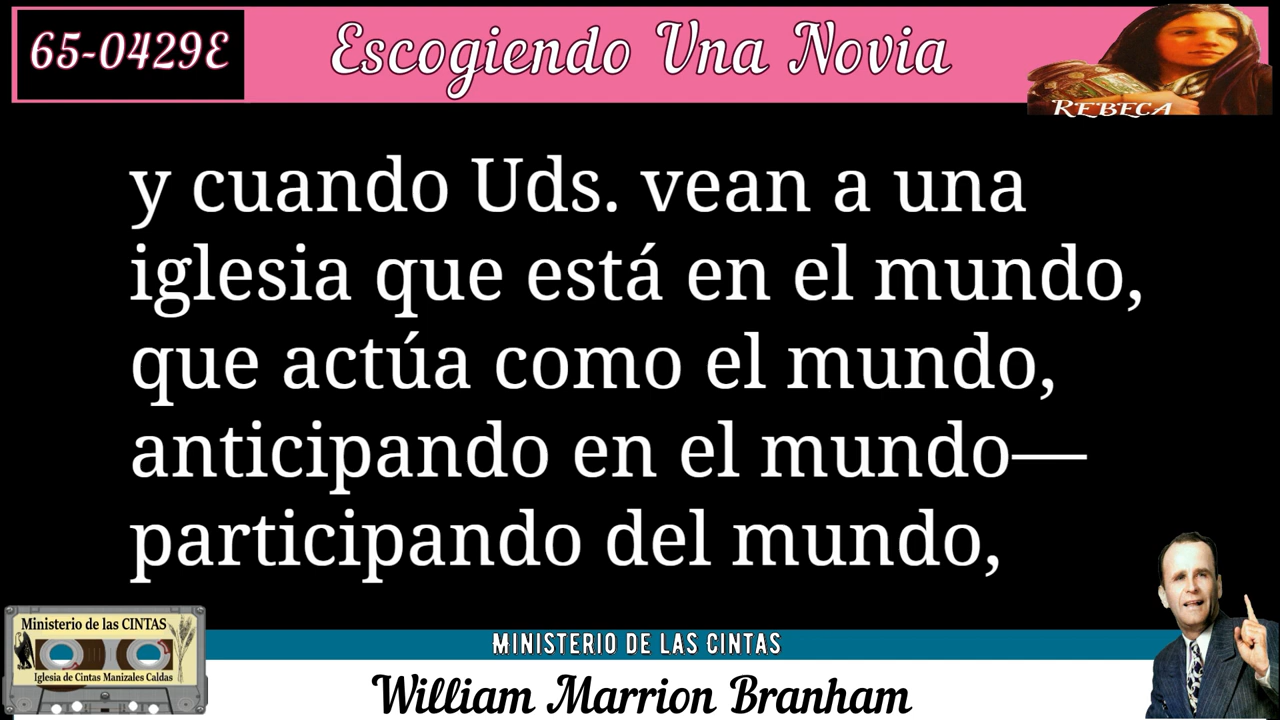 65-0429E
Escogiendo Una Novia
REBECA
y cuando Uds. vean a una
iglesia que está en el mundo,
que actúa como el mundo,
anticipando en el mundo—
participando del mundo,
Ministerio de las CINTAS
Iglesia de Cintas Manizales Caldas
MINISTERIO DE LAS CINTAS
William Marrion Branham